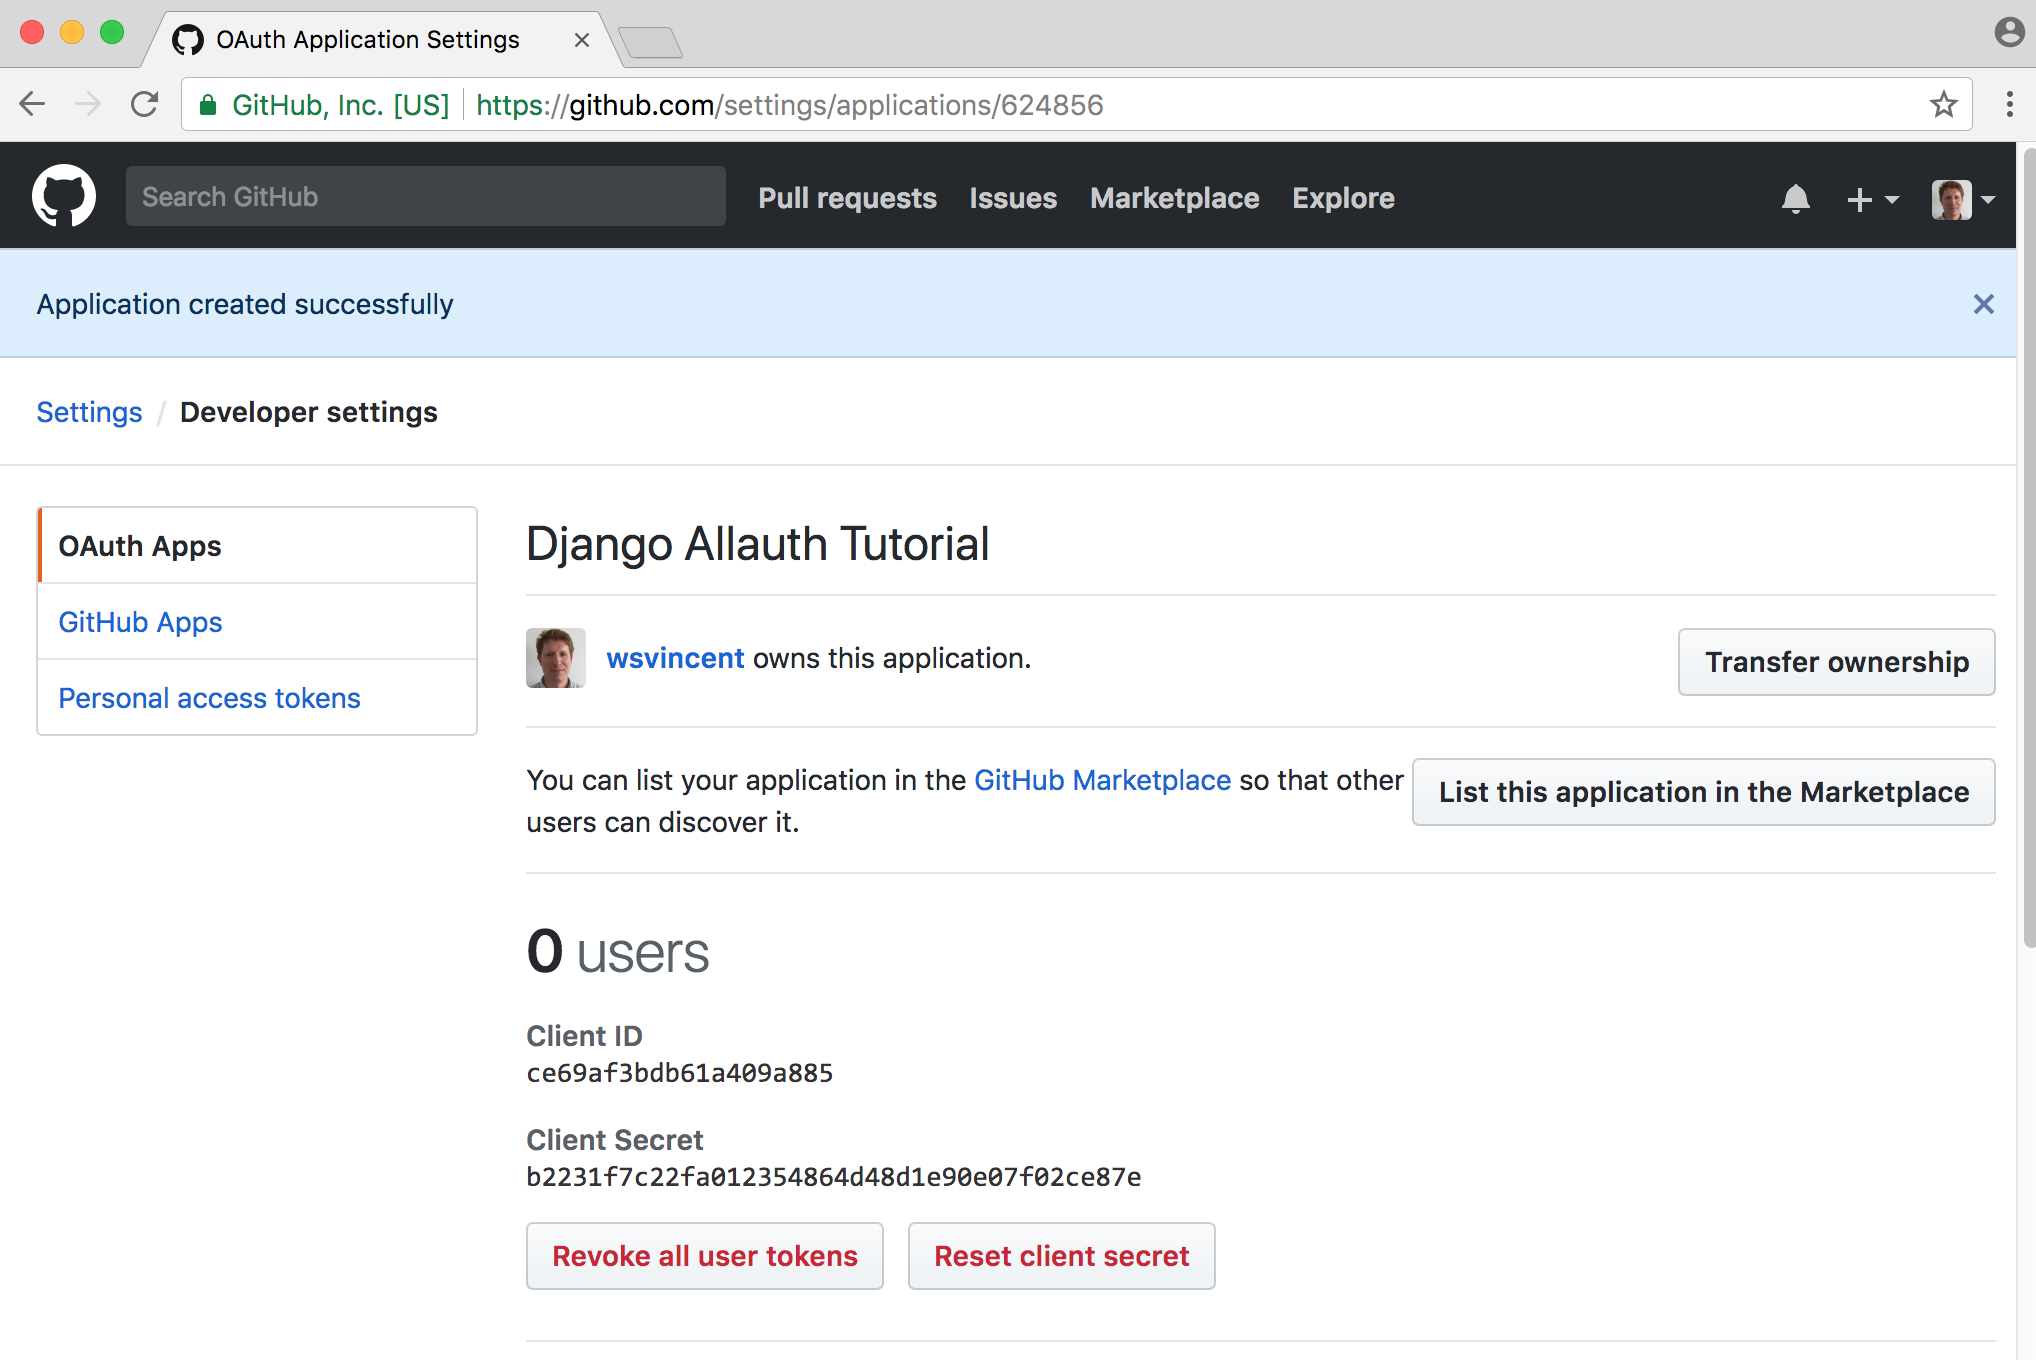 OAuth Application Settings
GitHub, Inc. [US] https://github.com/settings/applications/624856
Search GitHub Pull requests Issues Marketplace Explore
Application created successfully
Settings / Developer settings
OAuth Apps
GitHub Apps
Personal access tokens
Django Allauth Tutorial
wsvincent owns this application.
Transfer ownership
You can list your application in the GitHub Marketplace so that other
users can discover it.
List this application in the Marketplace
0 users
Client ID
ce69af3bdb61a409a885
Client Secret
b2231f7c22fa012354864d48d1e90e07f02ce87e
Revoke all user tokens Reset client secret